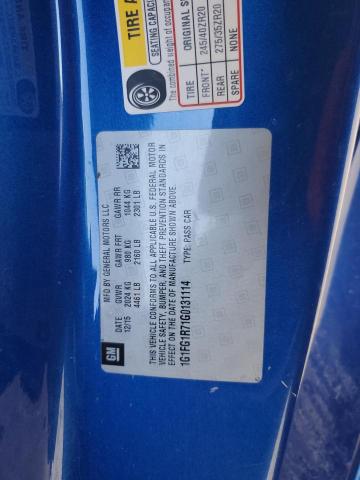 TIRE A
SEATING CAPACI
The combined weight of occupan
ORIGINAL S
TIRE
FRONT 245/40ZR20
REAR 275/35ZR20
SPARE NONE
GM
MFD BY GENERAL MOTORS LLC
DATE GVWR GAWR FRT GAWR RR
12/15 2024 KG 980 KG 1044 KG
4461 LB 2160 LB 2301 LB
THIS VEHICLE CONFORMS TO ALL APPLICABLE U.S. FEDERAL MOTOR
VEHICLE SAFETY, BUMPER, AND THEFT PREVENTION STANDARDS IN
EFFECT ON THE DATE OF MANUFACTURE SHOWN ABOVE.
1G1FG1R71G0131114 TYPE: PASS CAR